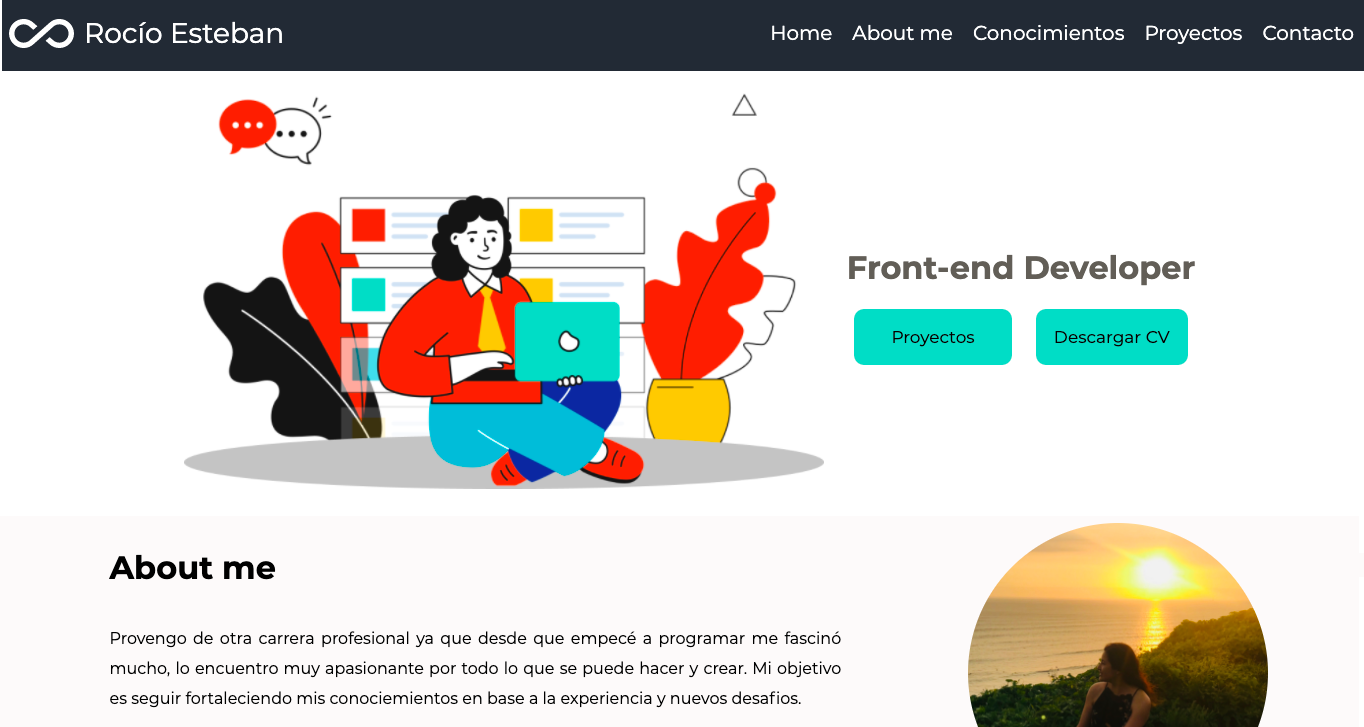 Rocío Esteban
Home About me Conocimientos Proyectos Contacto
Front-end Developer
Proyectos Descargar CV
About me
Provengo de otra carrera profesional ya que desde que empecé a programar me fascinó
mucho, lo encuentro muy apasionante por todo lo que se puede hacer y crear. Mi objetivo
es seguir fortaleciendo mis conociemientos en base a la experiencia y nuevos desafios.